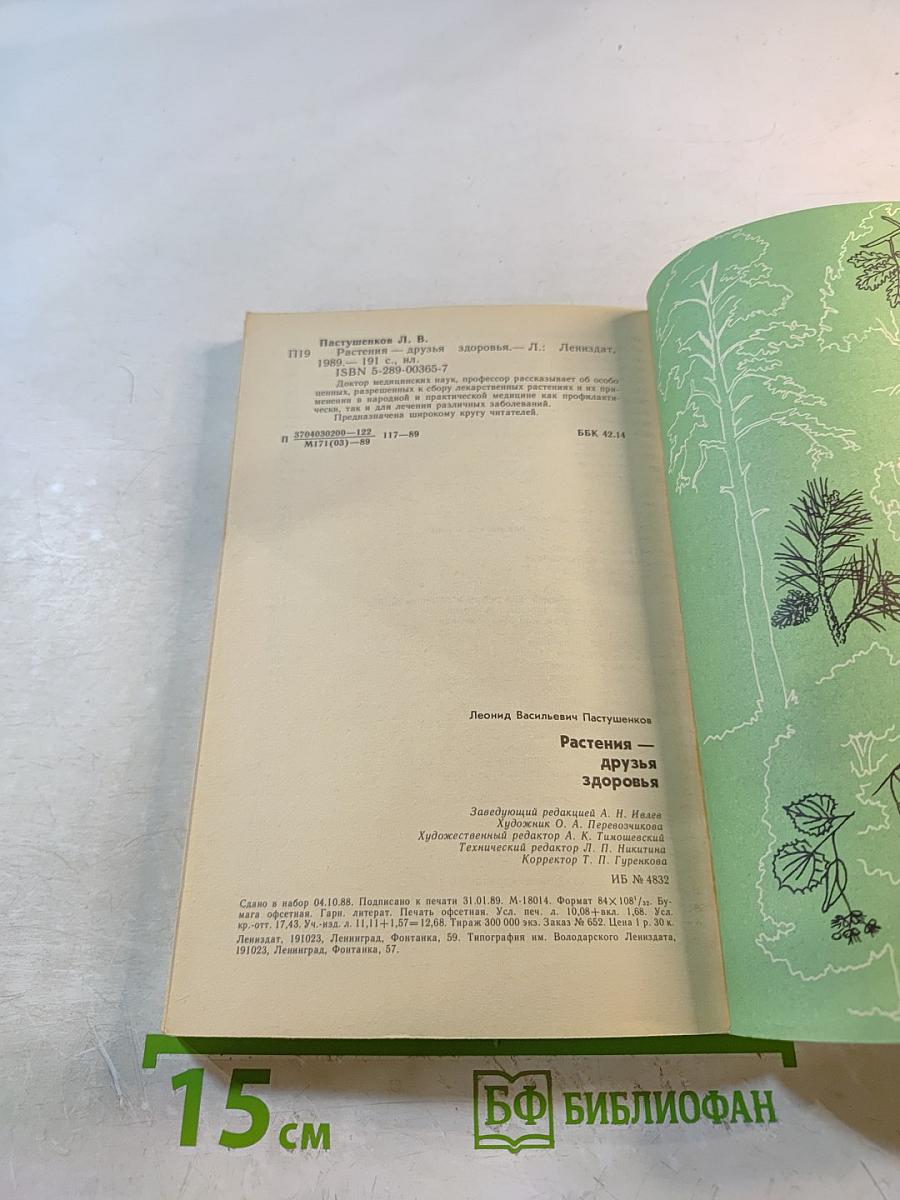 Пастушенков Л. В.
П19 Растения — друзья здоровья.— Л.: Лениздат,
1989.— 191 с., ил.
ISBN 5-289-00365-7
Доктор медицинских наук, профессор рассказывает об особо
ценных, разрешенных к сбору лекарственных растениях и их при-
менении в народной и практической медицине как профилакти-
чески, так и для лечения различных заболеваний.
Предназначена широкому кругу читателей.
П 3704030200—122 / М171(03)—89 117—89 ББК 42.14
Леонид Васильевич Пастушенков
Растения —
друзья
здоровья
Заведующий редакцией А. Н. Ивлев
Художник О. А. Перевозчикова
Художественный редактор А. К. Тимошевский
Технический редактор Л. П. Никитина
Корректор Т. П. Гуренкова
ИБ № 4832
Сдано в набор 04.10.88. Подписано к печати 31.01.89. М-18014. Формат 84×108¹/₃₂. Бу-
мага офсетная. Гарн. литерат. Печать офсетная. Усл. печ. л. 10,08+вкл. 1,68. Усл.
кр.-отт. 17,43. Уч.-изд. л. 11,11+1,57=12,68. Тираж 300 000 экз. Заказ № 652. Цена 1 р. 30 к.
Лениздат, 191023, Ленинград, Фонтанка, 59. Типография им. Володарского Лениздата,
191023, Ленинград, Фонтанка, 57.
15 см БФ БИБЛИОФАН